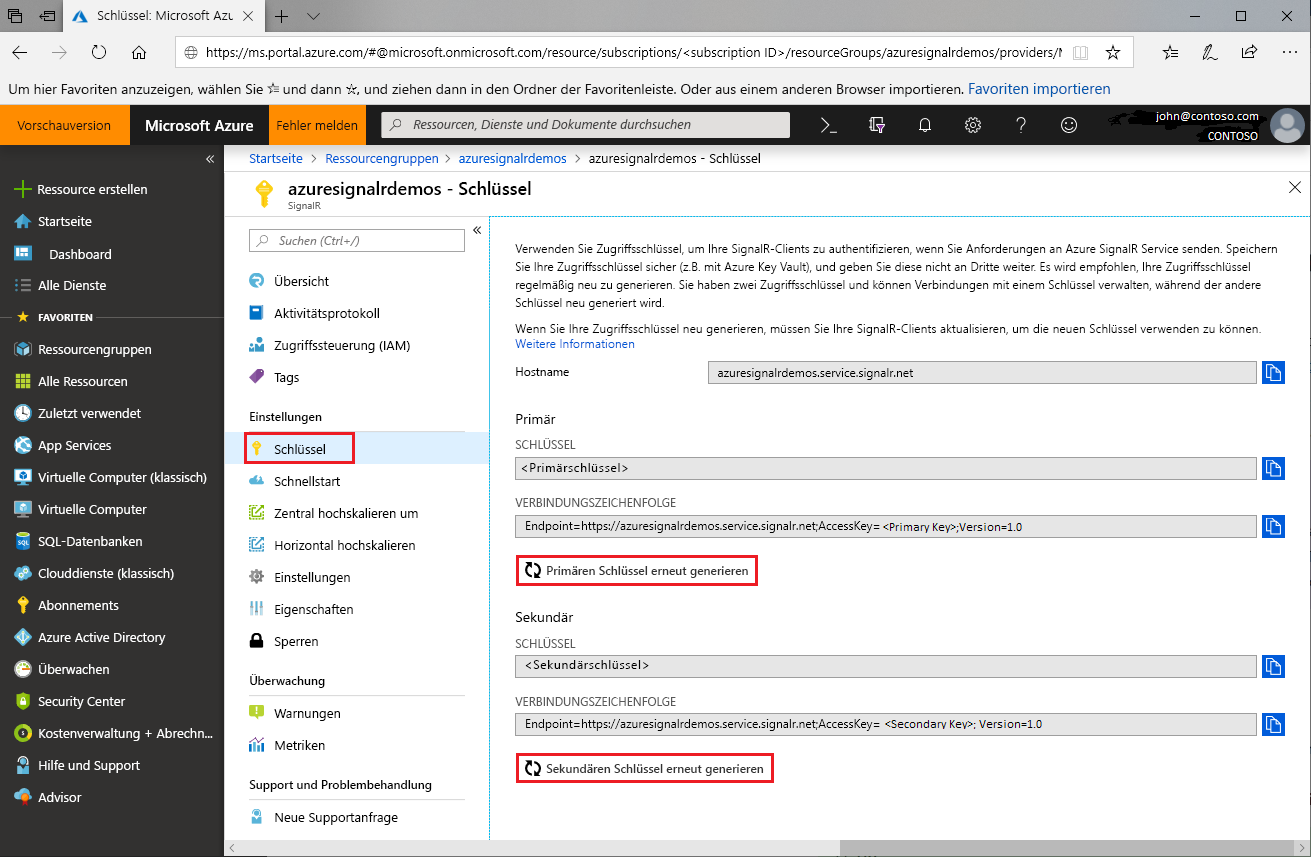 Schlüssel: Microsoft Azu
https://ms.portal.azure.com/#@microsoft.onmicrosoft.com/resource/subscriptions/<subscription ID>/resourceGroups/azuresignalrdemo/providers/M
Um hier Favoriten anzuzeigen, wählen Sie und dann, und ziehen dann in den Ordner der Favoritenleiste. Oder aus einem anderen Browser importieren. Favoriten importieren
Vorschauversion
Microsoft Azure
Fehler melden
Ressourcen, Dienste und Dokumente durchsuchen
john@contoso.com
CONTOSO
Ressource erstellen
Startseite
Dashboard
Alle Dienste
FAVORITEN
Ressourcengruppen
Alle Ressourcen
Zuletzt verwendet
App Services
Virtuelle Computer (klassisch)
Virtuelle Computer
SQL-Datenbanken
Clouddienste (klassisch)
Abonnements
Azure Active Directory
Überwachen
Security Center
Kostenverwaltung + Abrechn...
Hilfe und Support
Advisor
Startseite > Ressourcengruppen > azuresignalrdemos > azuresignalrdemos - Schlüssel
azuresignalrdemos - Schlüssel
SignalR
Suchen (Ctrl+/)
Übersicht
Aktivitätsprotokoll
Zugriffssteuerung (IAM)
Tags
Einstellungen
Schlüssel
Schnellstart
Zentral hochskalieren um
Horizontal hochskalieren
Einstellungen
Eigenschaften
Sperren
Überwachung
Warnungen
Metriken
Support und Problembehandlung
Neue Supportanfrage
Verwenden Sie Zugriffsschlüssel, um Ihre SignalR-Clients zu authentifizieren, wenn Sie Anforderungen an Azure SignalR Service senden. Speichern
Sie Ihre Zugriffsschlüssel sicher (z.B. mit Azure Key Vault), und geben Sie diese nicht an Dritte weiter. Es wird empfohlen, Ihre Zugriffsschlüssel
regelmäßig neu zu generieren. Sie haben zwei Zugriffsschlüssel und können Verbindungen mit einem Schlüssel verwalten, während der andere
Schlüssel neu generiert wird.
Wenn Sie Ihre Zugriffsschlüssel neu generieren, müssen Sie Ihre SignalR-Clients aktualisieren, um die neuen Schlüssel verwenden zu können.
Weitere Informationen
Hostname
azuresignalrdemos.service.signalr.net
Primär
SCHLÜSSEL
<Primärschlüssel>
VERBINDUNGSZEICHENFOLGE
Endpoint=https://azuresignalrdemos.service.signalr.net;AccessKey= <Primary Key>;Version=1.0
Primären Schlüssel erneut generieren
Sekundär
SCHLÜSSEL
<Sekundärschlüssel>
VERBINDUNGSZEICHENFOLGE
Endpoint=https://azuresignalrdemos.service.signalr.net;AccessKey= <Secondary Key>; Version=1.0
Sekundären Schlüssel erneut generieren